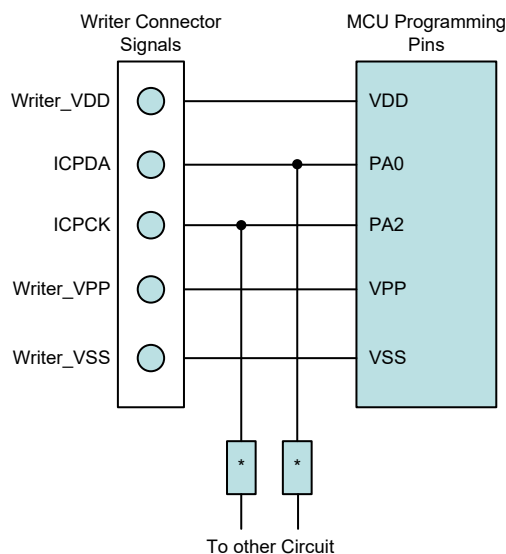 Writer Connector
Signals
MCU Programming
Pins
Writer_VDD
VDD
ICPDA
PA0
ICPCK
PA2
Writer_VPP
VPP
Writer_VSS
VSS
*
*
To other Circuit